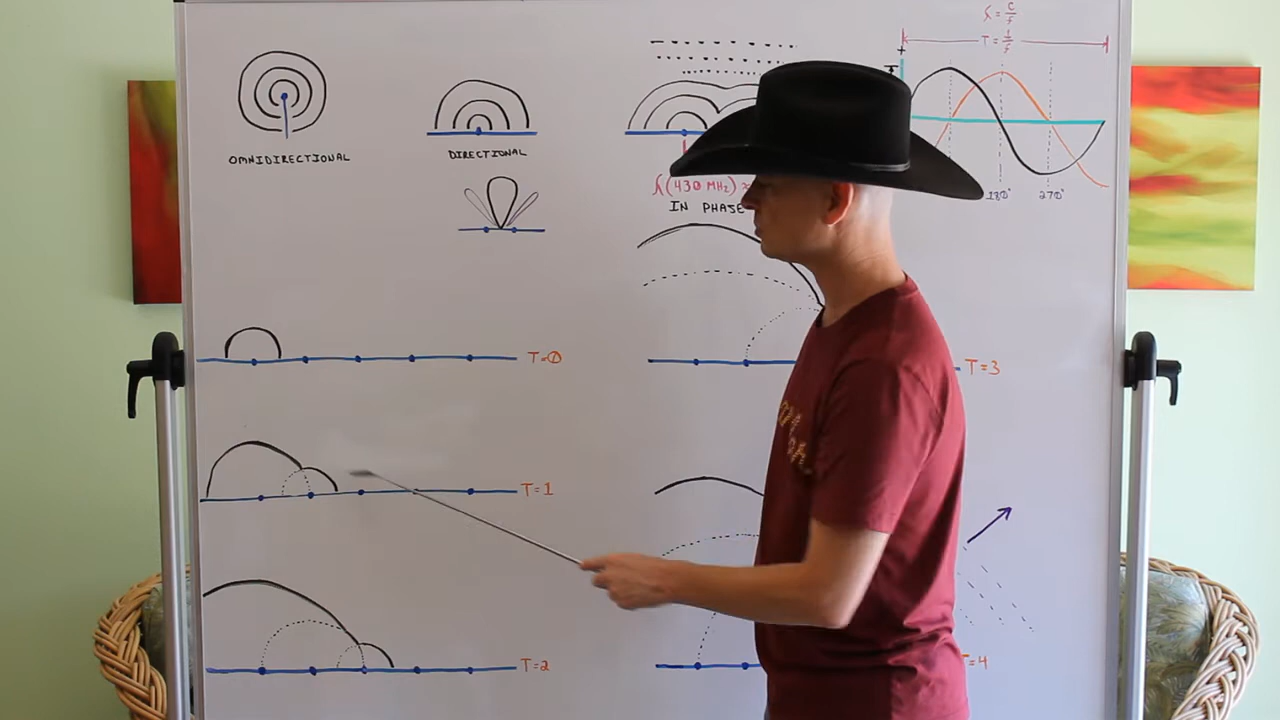 λ = c/f
T = 1/f
+
OMNIDIRECTIONAL
DIRECTIONAL
λ(430 MHz) ≈
IN PHASE
180°
270°
T=0
T=3
T=1
T=2
T=4